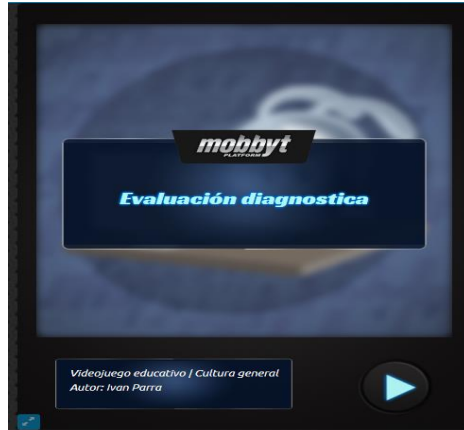 mobbyt
PLATFORM
Evaluación diagnostica
Videojuego educativo | Cultura general
Autor: Ivan Parra